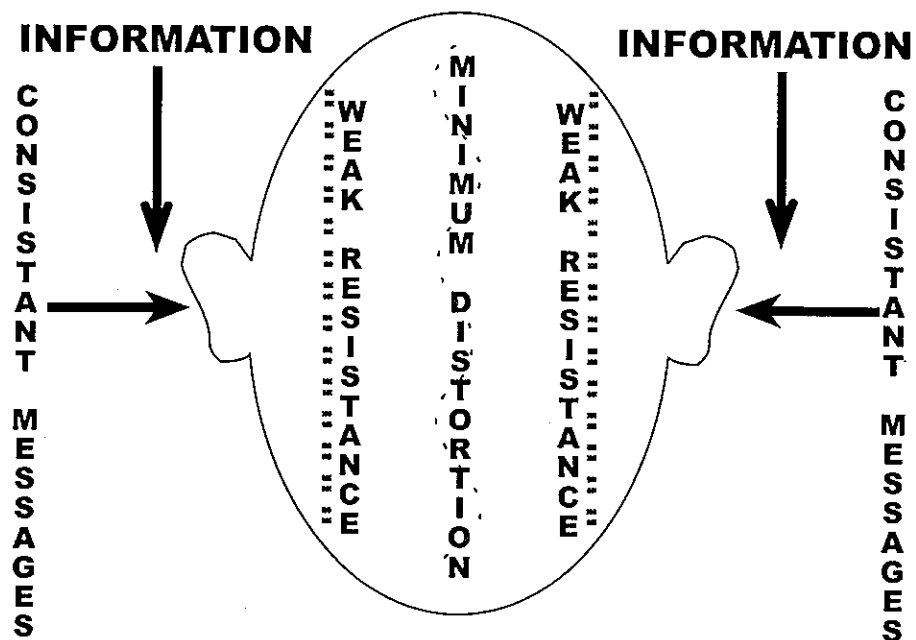 INFORMATION
INFORMATION
CONSISTANT MESSAGES
WEAK RESISTANCE
MINIMUM DISTORTION
WEAK RESISTANCE
CONSISTANT MESSAGES